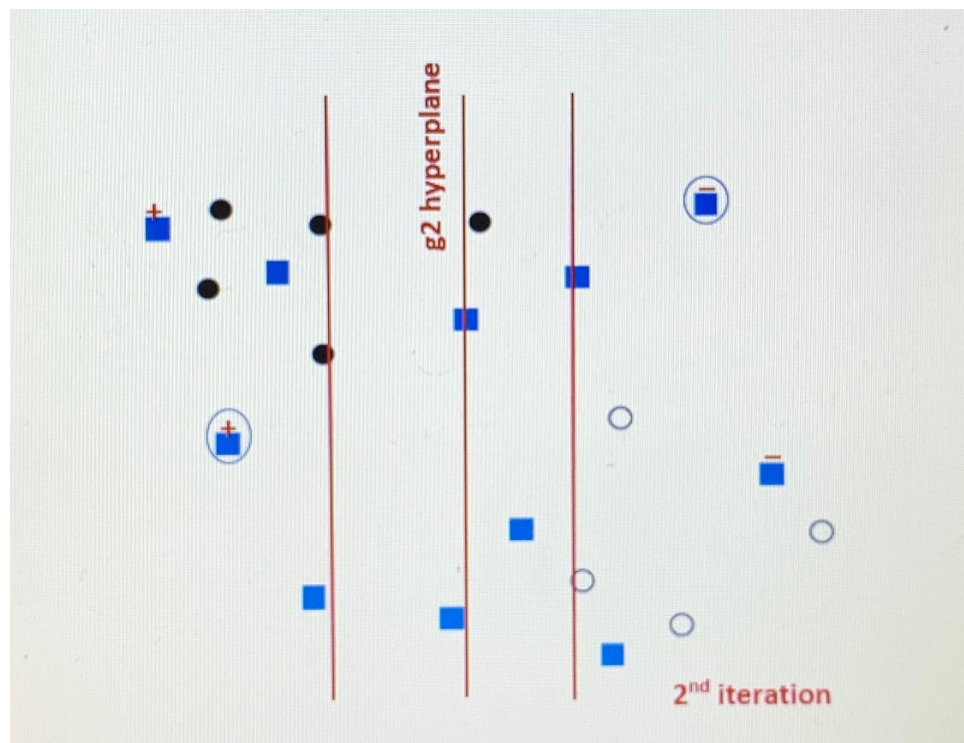 g2 hyperplane
+
−
+
−
2nd iteration